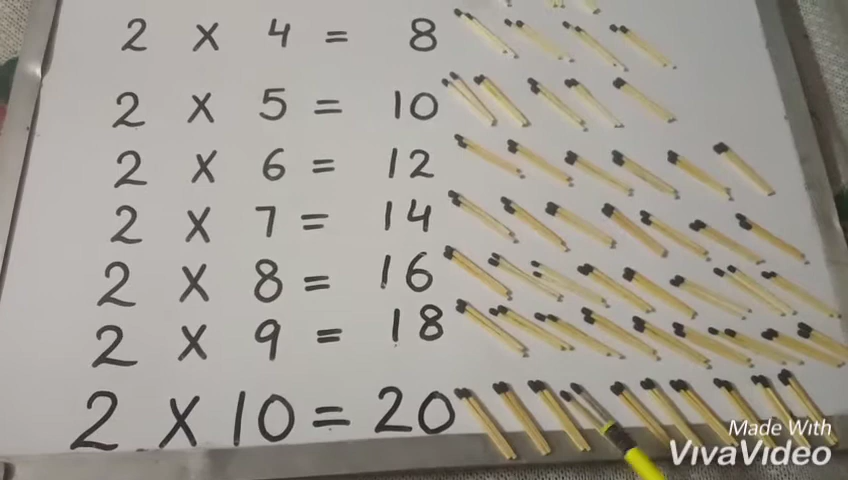 2 X 4 = 8
2 X 5 = 10
2 X 6 = 12
2 X 7 = 14
2 X 8 = 16
2 X 9 = 18
2 X 10 = 20
Made With
VivaVideo